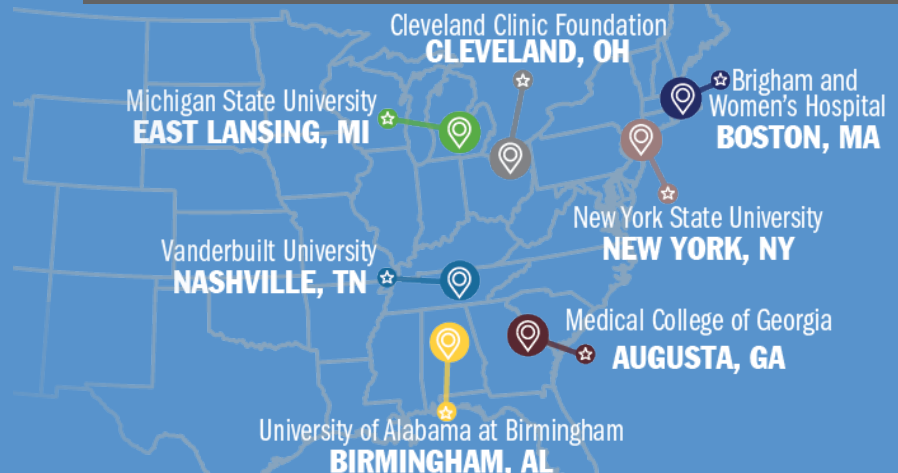 Cleveland Clinic Foundation
CLEVELAND, OH
Brigham and
Women's Hospital
BOSTON, MA
Michigan State University
EAST LANSING, MI
New York State University
NEW YORK, NY
Vanderbuilt University
NASHVILLE, TN
Medical College of Georgia
AUGUSTA, GA
University of Alabama at Birmingham
BIRMINGHAM, AL